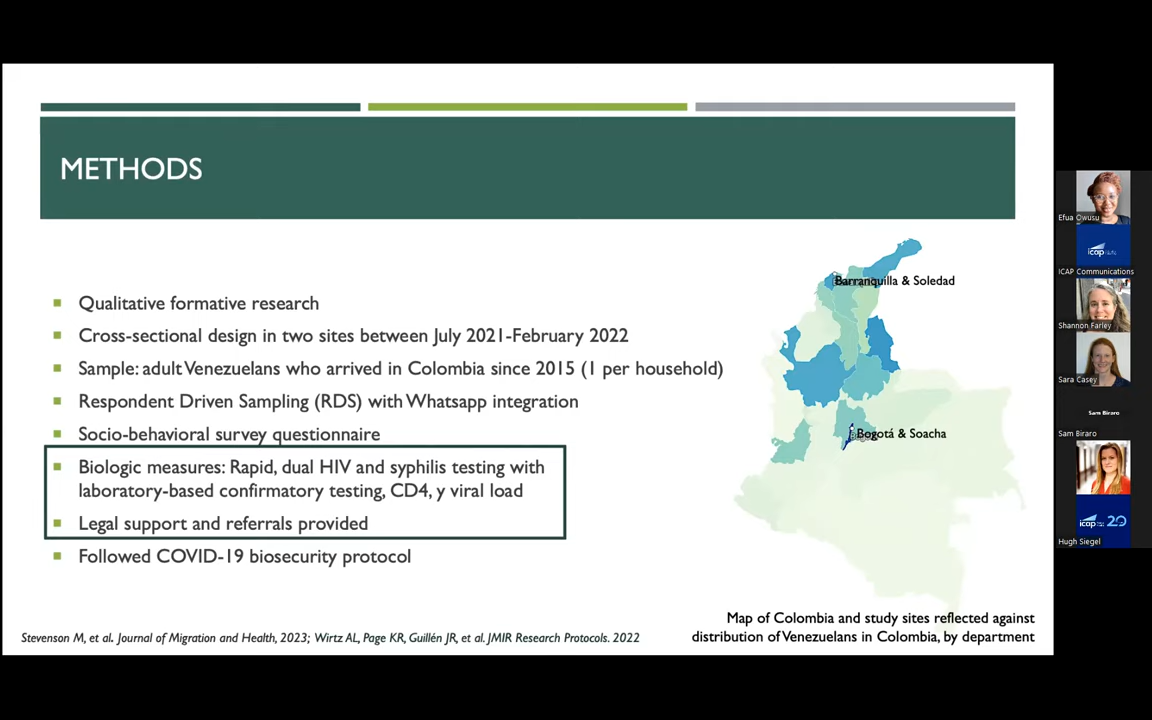 METHODS
Qualitative formative research
Cross-sectional design in two sites between July 2021-February 2022
Sample: adult Venezuelans who arrived in Colombia since 2015 (1 per household)
Respondent Driven Sampling (RDS) with Whatsapp integration
Socio-behavioral survey questionnaire
Biologic measures: Rapid, dual HIV and syphilis testing with
laboratory-based confirmatory testing, CD4, y viral load
Legal support and referrals provided
Followed COVID-19 biosecurity protocol
Barranquilla & Soledad
Bogotá & Soacha
Map of Colombia and study sites reflected against
distribution of Venezuelans in Colombia, by department
Stevenson M, et al. Journal of Migration and Health, 2023; Wirtz AL, Page KR, Guillén JR, et al. JMIR Research Protocols. 2022
Efua Owusu
icap
ICAP Communications
Shannon Farley
Sara Casey
Sam Biraro
Sam Biraro
icap 20
Hugh Siegel